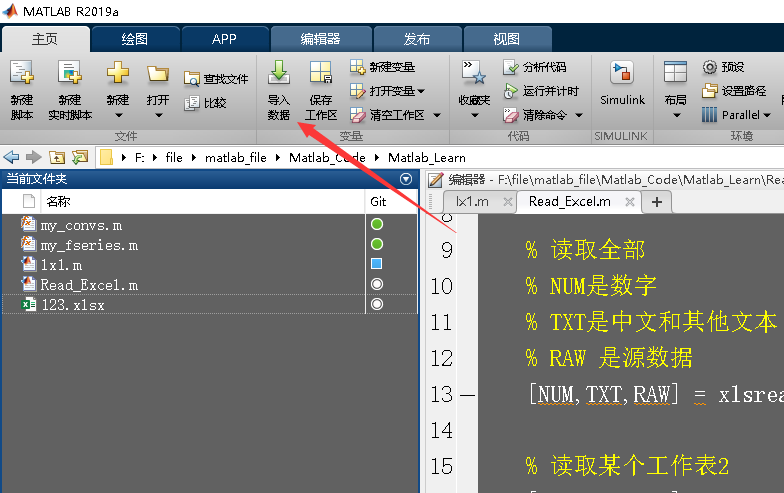 MATLAB R2019a
主页 绘图 APP 编辑器 发布 视图
新建脚本 新建实时脚本 新建 打开 查找文件 比较 文件
导入数据 保存工作区 新建变量 打开变量 清空工作区 变量
收藏夹 分析代码 运行并计时 清除命令 代码
Simulink SIMULINK
布局 预设 设置路径 Parallel 环境
F: file matlab_file Matlab_Code Matlab_Learn
当前文件夹
名称 Git
my_convs.m
my_fseries.m
lx1.m
Read_Excel.m
123.xlsx
编辑器 - F:\file\matlab_file\Matlab_Code\Matlab_Learn\Rea
lx1.m Read_Excel.m
8
9 % 读取全部
10 % NUM是数字
11 % TXT是中文和其他文本
12 % RAW 是源数据
13 — [NUM,TXT,RAW] = xlsrea
14
15 % 读取某个工作表2